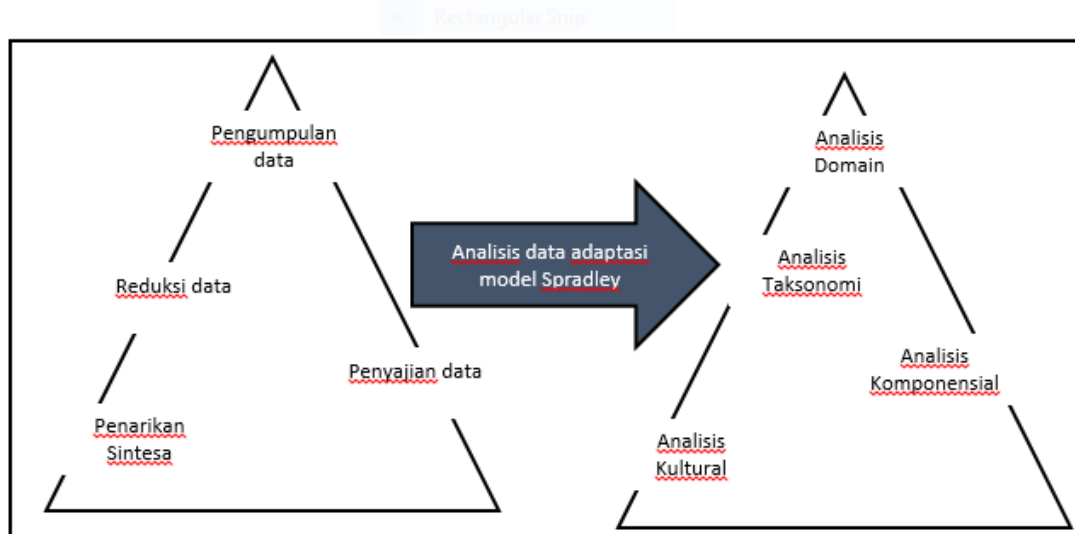 Rectangular Snip
Pengumpulan
data
Reduksi data
Penyajian data
Penarikan
Sintesa
Analisis data adaptasi
model Spradley
Analisis
Domain
Analisis
Taksonomi
Analisis
Komponensial
Analisis
Kultural